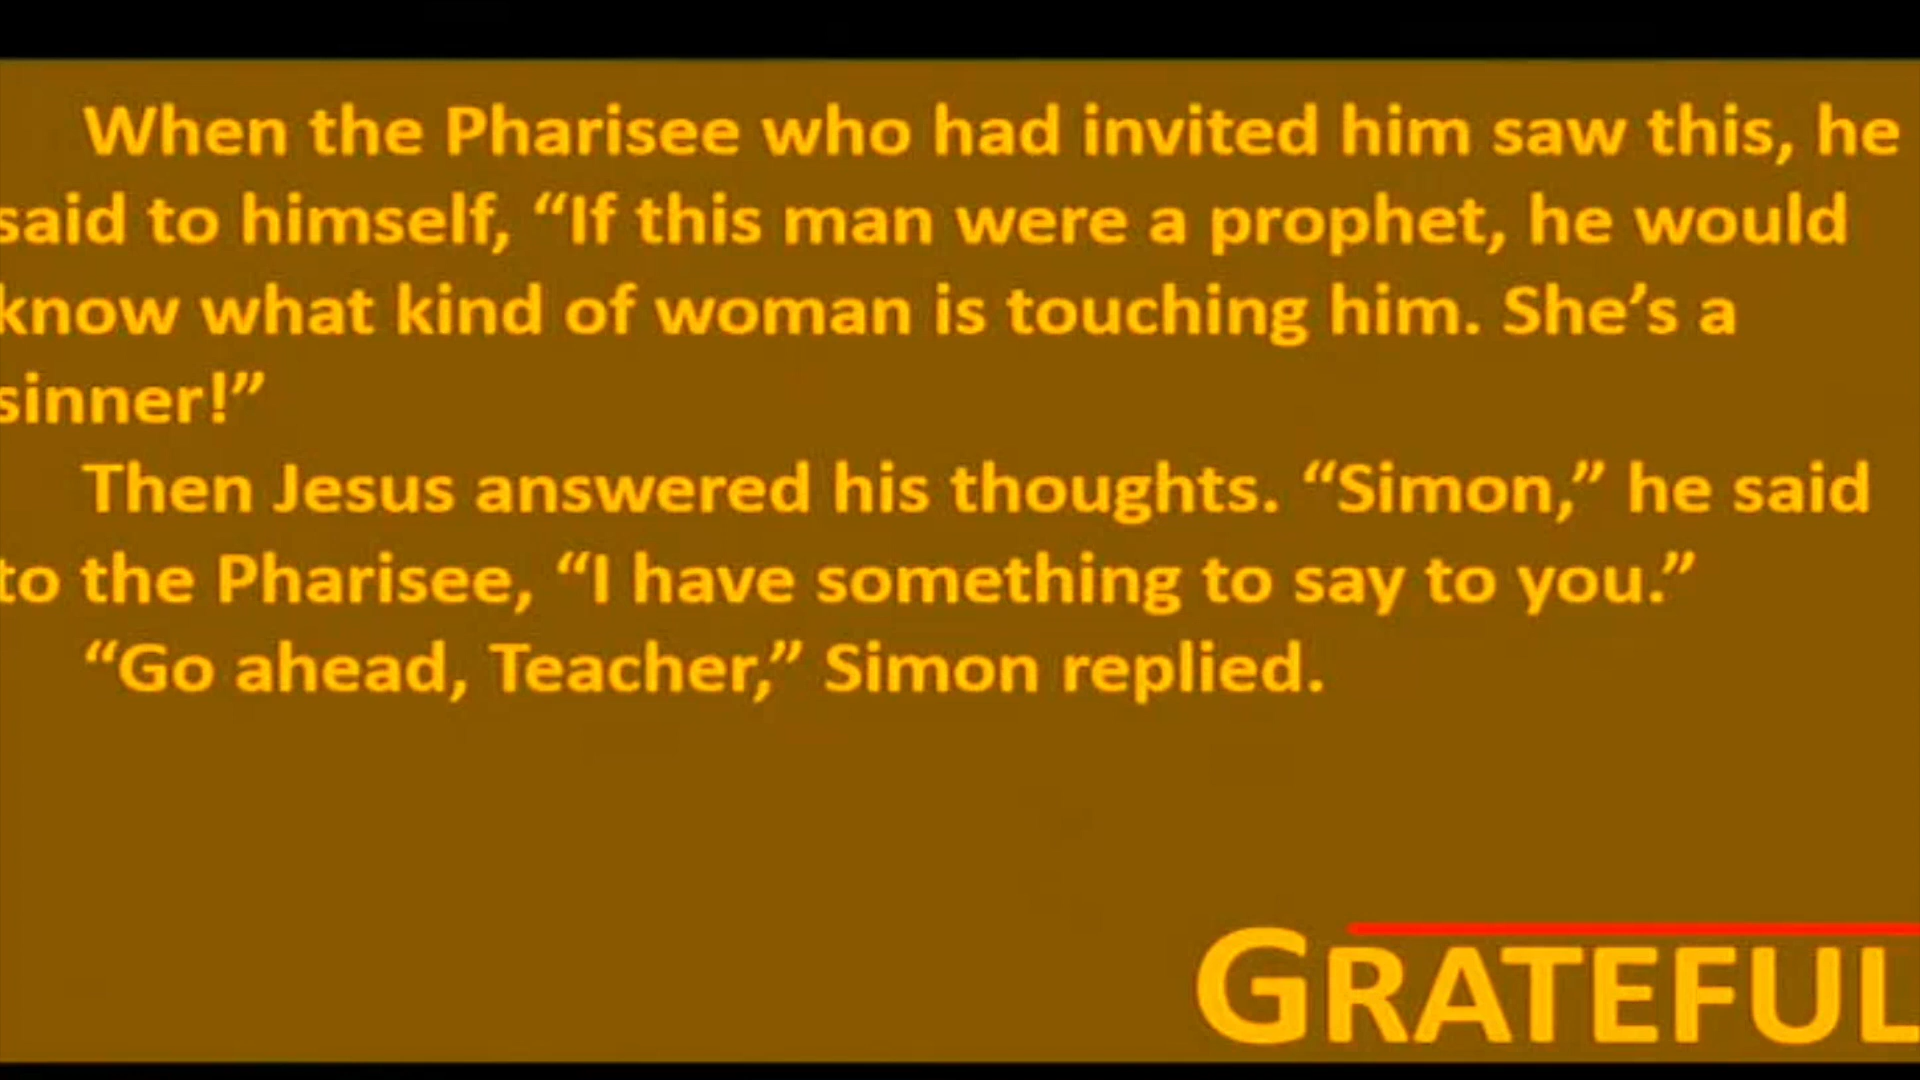 When the Pharisee who had invited him saw this, he
said to himself, “If this man were a prophet, he would
know what kind of woman is touching him. She’s a
sinner!”
Then Jesus answered his thoughts. “Simon,” he said
to the Pharisee, “I have something to say to you.”
“Go ahead, Teacher,” Simon replied.
GRATEFUL